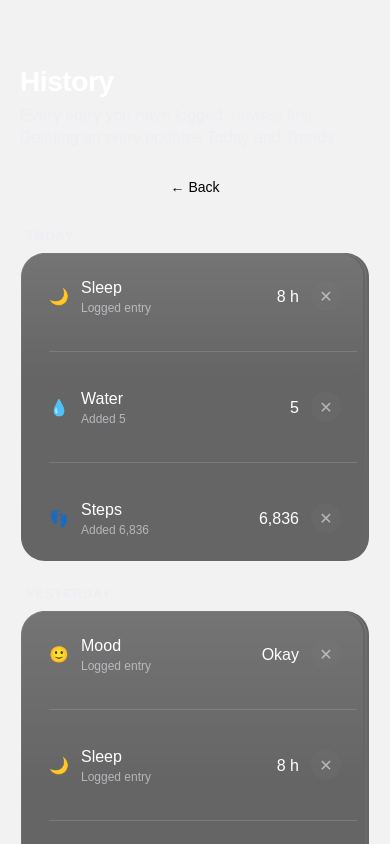 History
Every entry you have logged, newest first.
Deleting an entry updates Today and Trends.
← Back
TODAY
Sleep
Logged entry
8 h
Water
Added 5
5
Steps
Added 6,836
6,836
YESTERDAY
Mood
Logged entry
Okay
Sleep
Logged entry
8 h